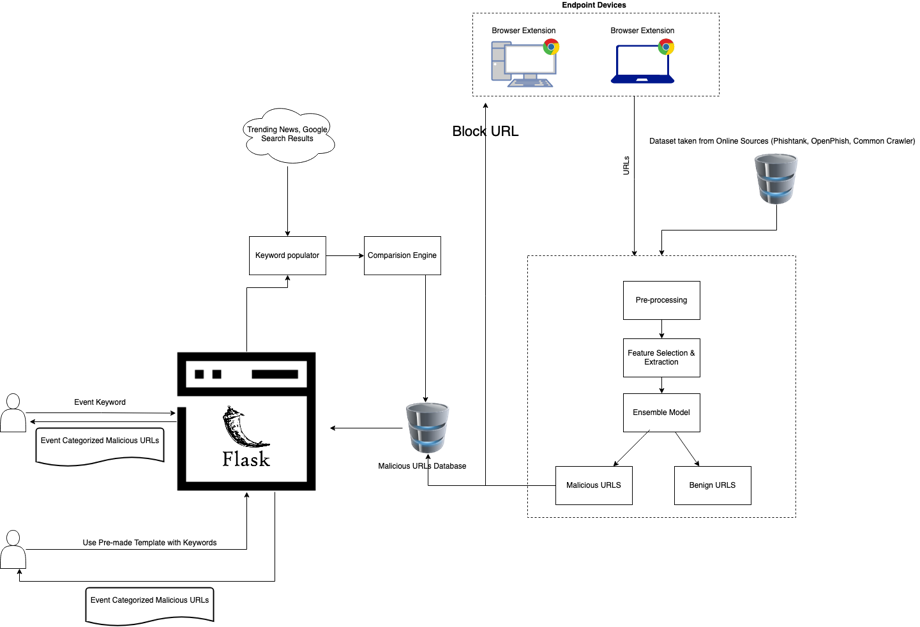 Endpoint Devices
Browser Extension
Browser Extension
Trending News, Google
Search Results
Block URL
URLs
Dataset taken from Online Sources (Phishtank, OpenPhish, Common Crawler)
Keyword populator
Comparision Engine
Pre-processing
Feature Selection &
Extraction
Ensemble Model
Malicious URLS
Benign URLS
Event Keyword
Event Categorized Malicious URLs
Flask
Malicious URLs Database
Use Pre-made Template with Keywords
Event Categorized Malicious URLs